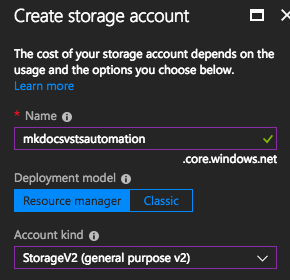 Create storage account
The cost of your storage account depends on the
usage and the options you choose below.
Learn more
* Name
mkdocsvstsautomation
.core.windows.net
Deployment model
Resource manager Classic
Account kind
StorageV2 (general purpose v2)